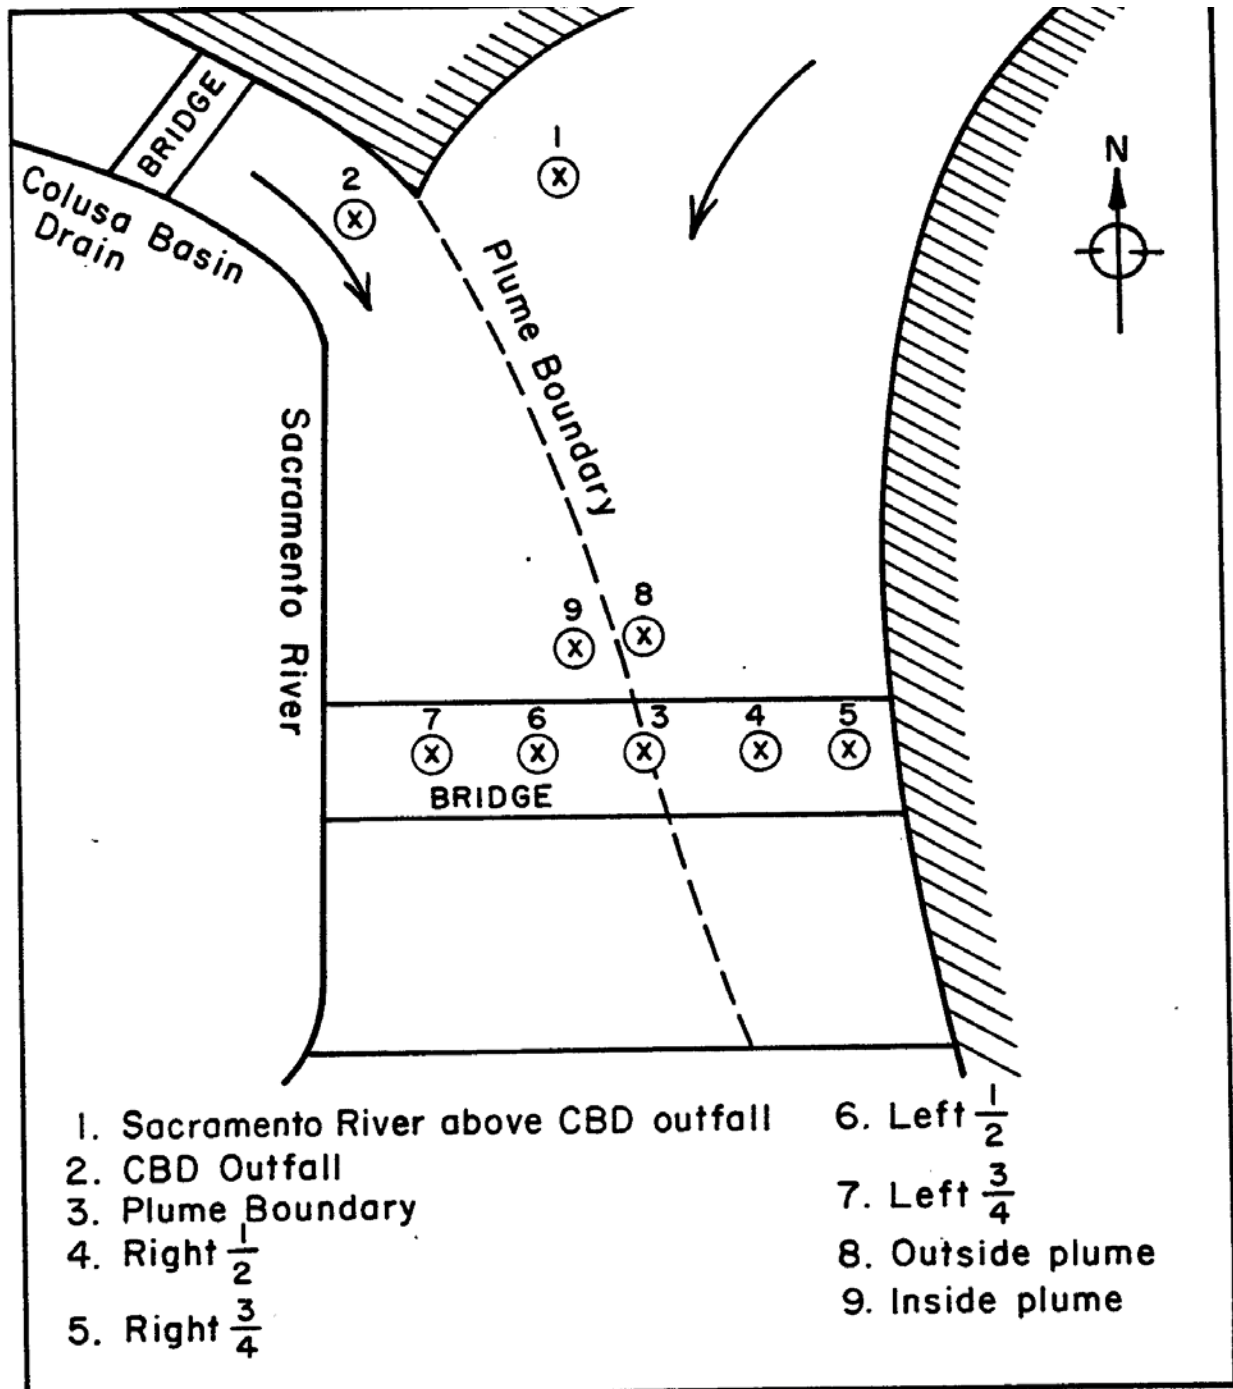 BRIDGE
Colusa Basin
Drain
1
2
N
Plume Boundary
Sacramento River
9
8
7
6
3
4
5
BRIDGE
1. Sacramento River above CBD outfall
2. CBD Outfall
3. Plume Boundary
4. Right 1/2
5. Right 3/4
6. Left 1/2
7. Left 3/4
8. Outside plume
9. Inside plume